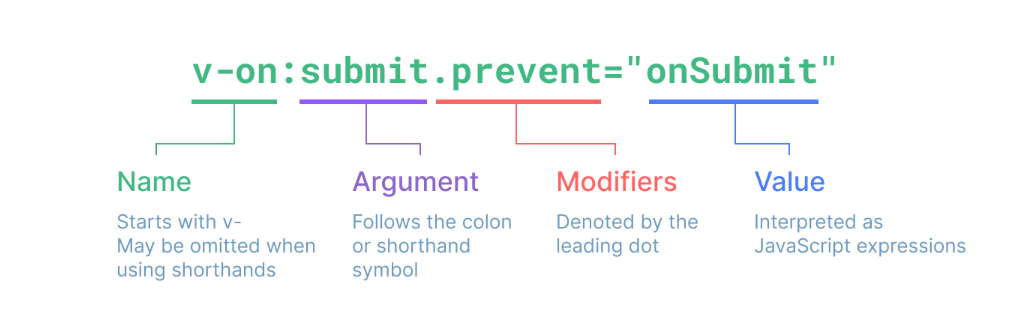 v-on:submit.prevent="onSubmit"
Name
Starts with v-
May be omitted when
using shorthands
Argument
Follows the colon
or shorthand
symbol
Modifiers
Denoted by the
leading dot
Value
Interpreted as
JavaScript expressions